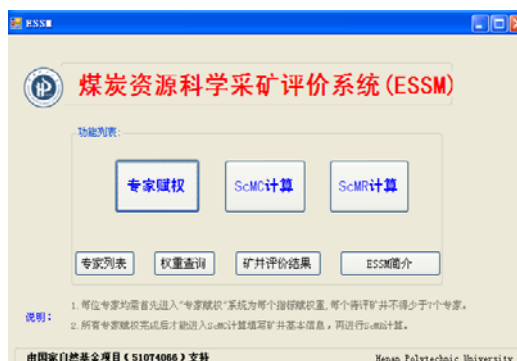 ESSM
煤炭资源科学采矿评价系统(ESSM)
功能列表:
专家赋权 ScMC计算 ScMR计算
专家列表 权重查询 矿井评价结果 ESSM简介
说明:
1.每位专家均需首先进入“专家赋权”系统为每个指标赋权重,每个待评矿井不得少于7个专家。
2.所有专家赋权完成后才能进入ScMC计算填写矿井基本信息,再进行ScMR计算。
由国家自然基金项目(51074066)支持 Henan Polytechnic University